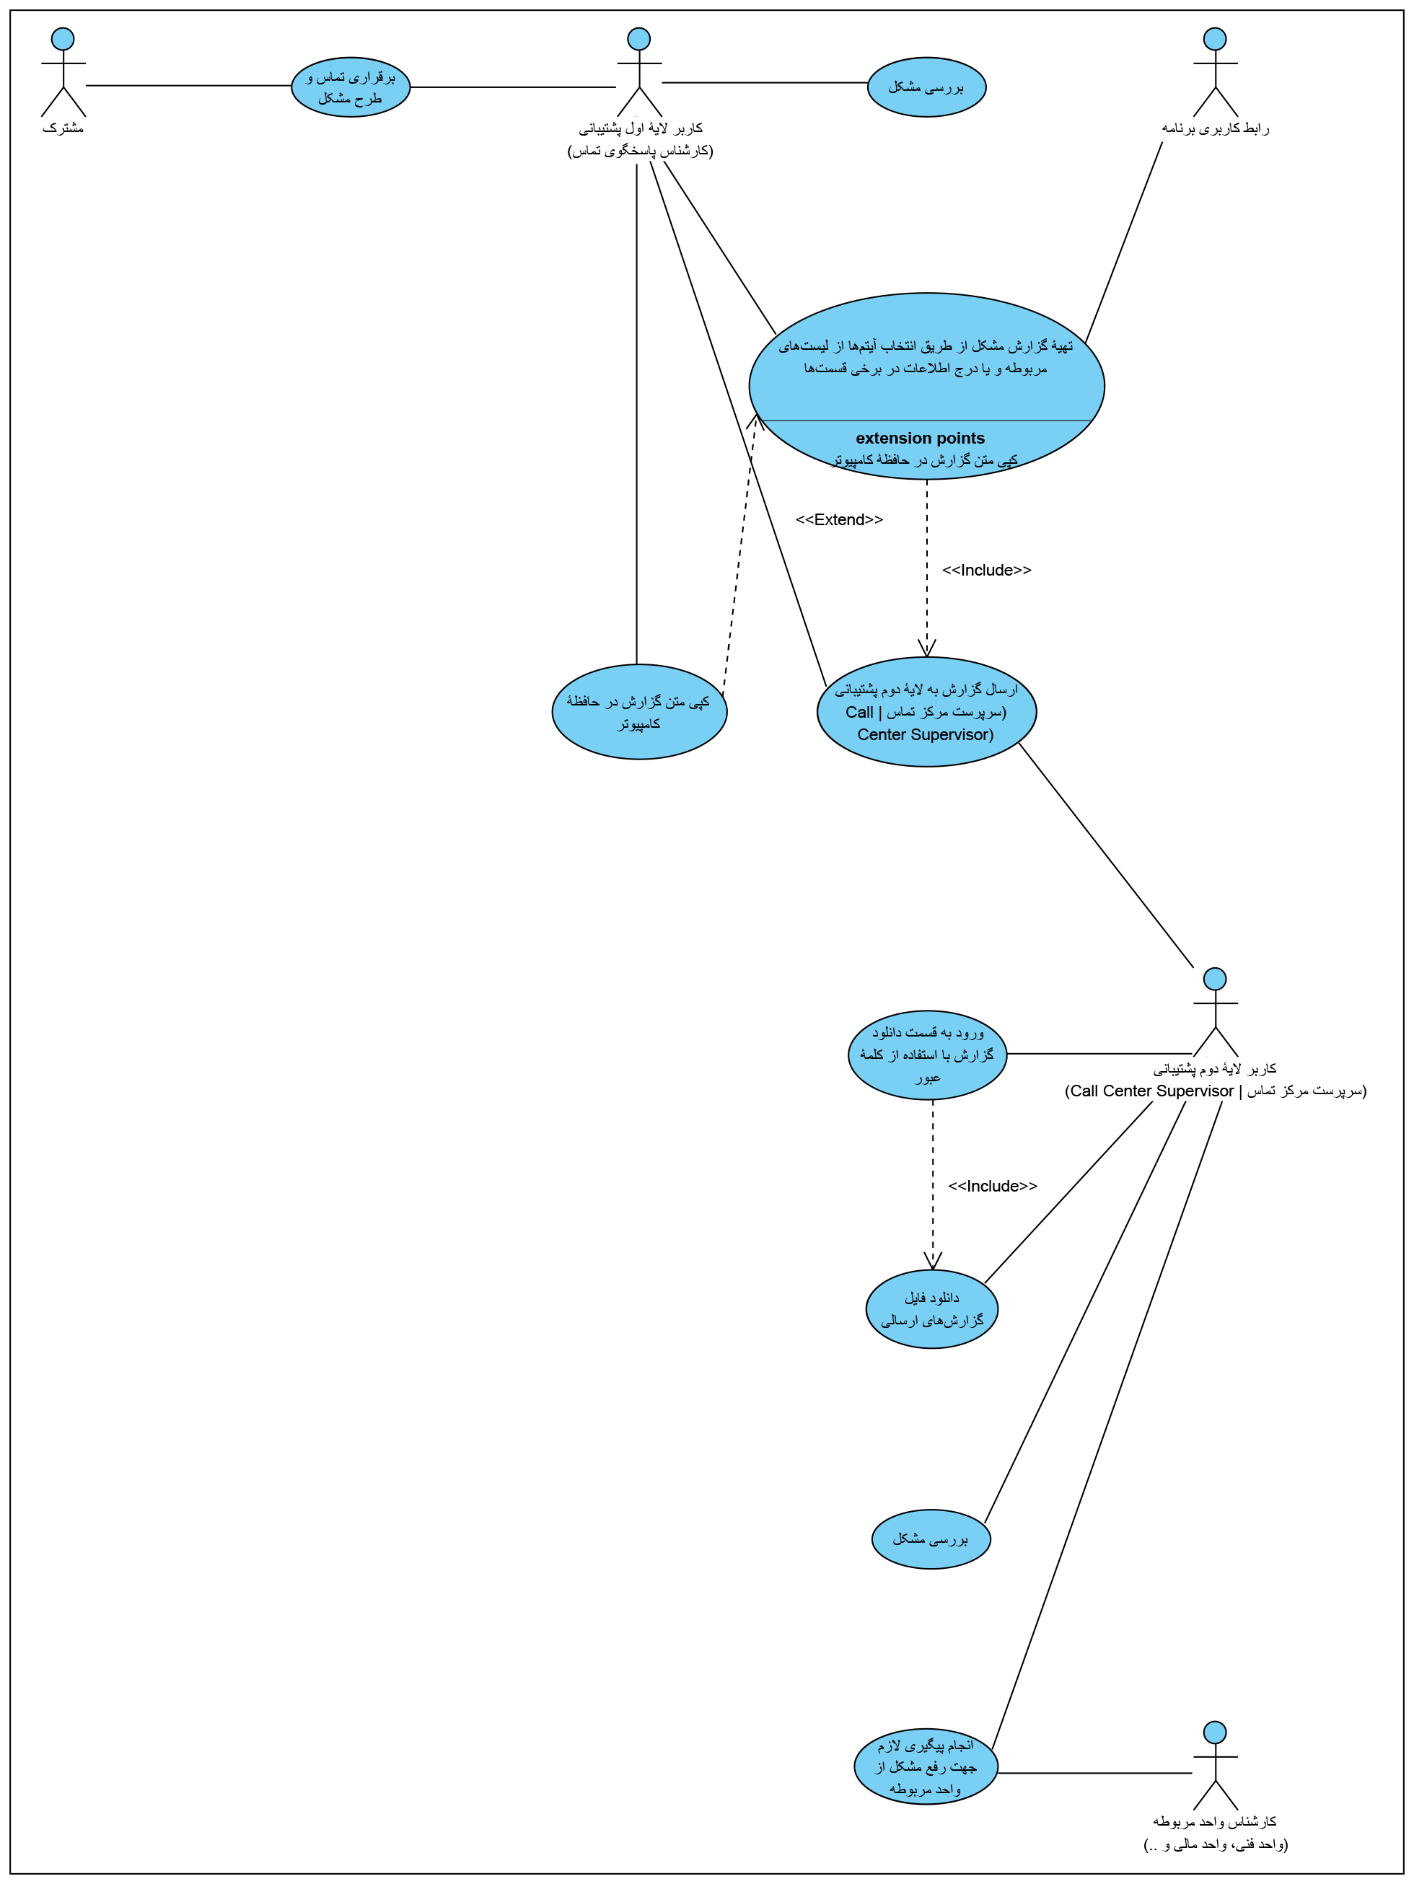 مشترک
برقراری تماس و
طرح مشکل
کاربر لایهٔ اول پشتیبانی
(کارشناس پاسخگوی تماس)
بررسی مشکل
رابط کاربری برنامه
تهیهٔ گزارش مشکل از طریق انتخاب آیتم‌ها از لیست‌های
مربوطه و یا درج اطلاعات در برخی قسمت‌ها
extension points
کپی متن گزارش در حافظهٔ کامپیوتر
<<Extend>>
<<Include>>
کپی متن گزارش در حافظهٔ
کامپیوتر
ارسال گزارش به لایهٔ دوم پشتیبانی
(سرپرست مرکز تماس | Call
Center Supervisor)
ورود به قسمت دانلود
گزارش با استفاده از کلمهٔ
عبور
کاربر لایهٔ دوم پشتیبانی
(سرپرست مرکز تماس | Call Center Supervisor)
<<Include>>
دانلود فایل
گزارش‌های ارسالی
بررسی مشکل
انجام پیگیری لازم
جهت رفع مشکل از
واحد مربوطه
کارشناس واحد مربوطه
(واحد فنی، واحد مالی و ..)